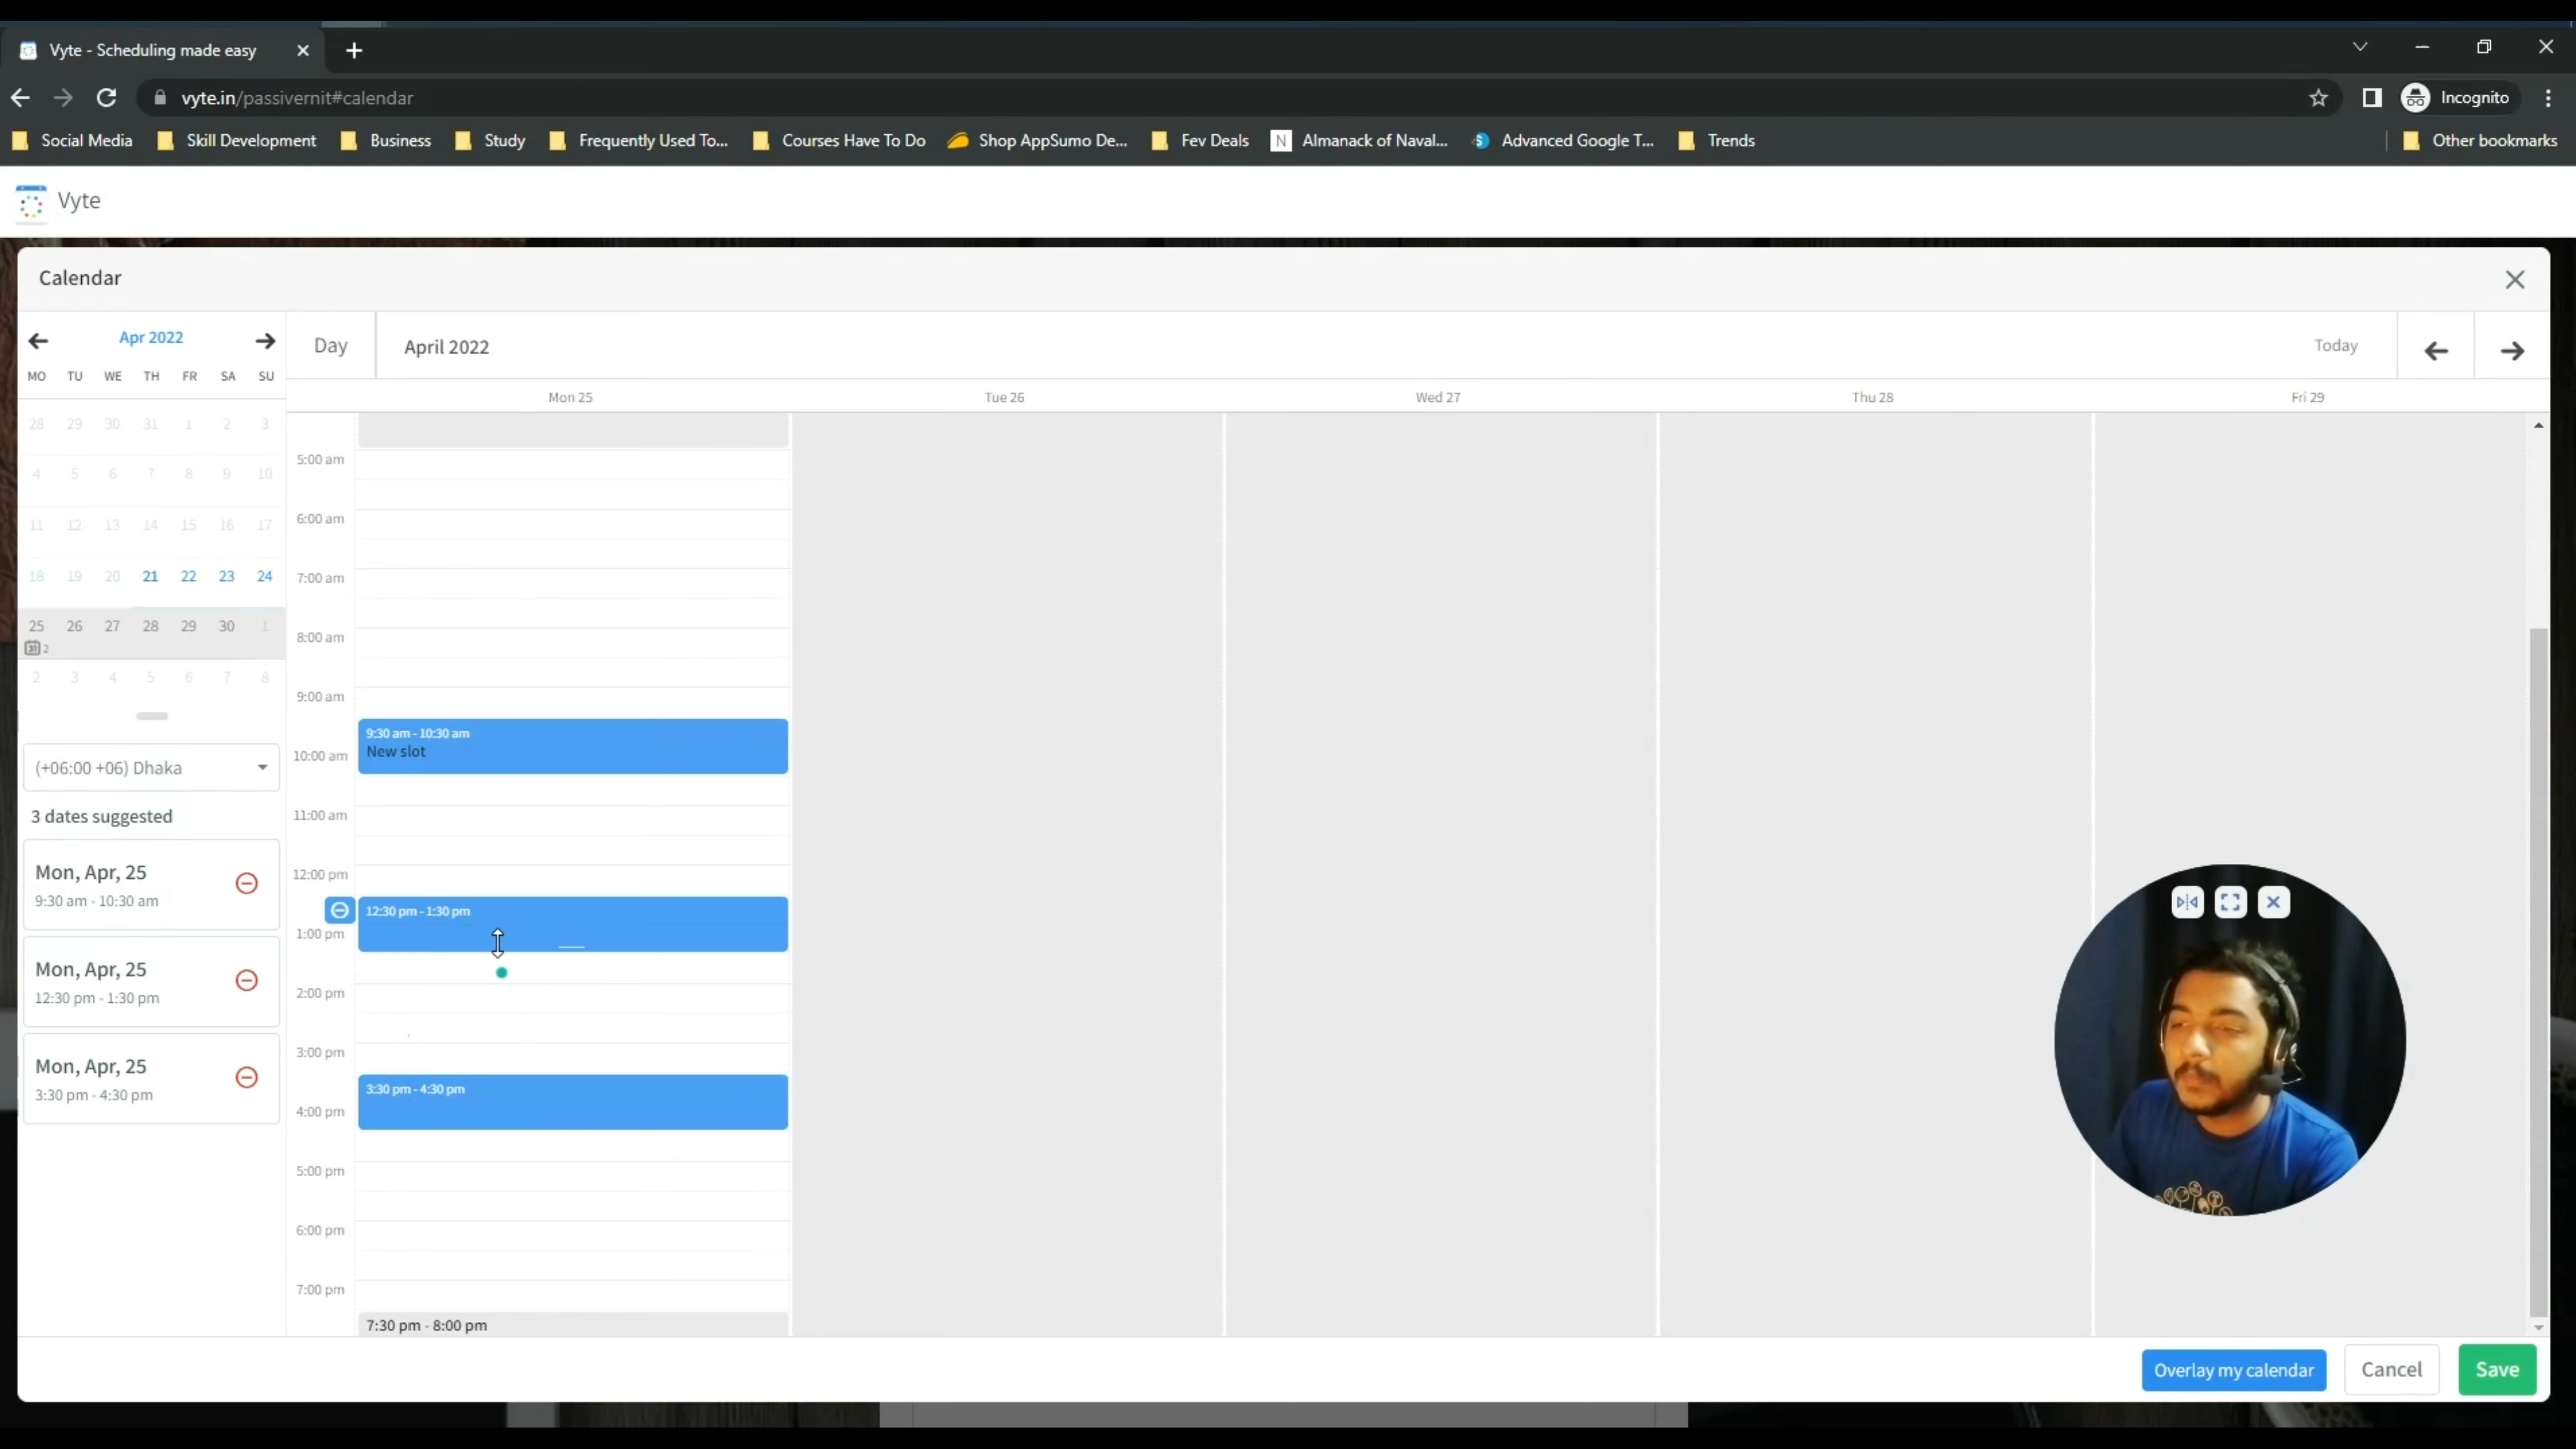 Vyte - Scheduling made easy
vyte.in/passivernit#calendar
Incognito
Social Media
Skill Development
Business
Study
Frequently Used To...
Courses Have To Do
Shop AppSumo De...
Fev Deals
N
Almanack of Naval...
Advanced Google T...
Trends
Other bookmarks
Vyte
Calendar
Apr 2022
Day
April 2022
Today
MO TU WE TH FR SA SU
Mon 25
Tue 26
Wed 27
Thu 28
Fri 29
28 29 30 31 1 2 3
4 5 6 7 8 9 10
11 12 13 14 15 16 17
18 19 20 21 22 23 24
25 26 27 28 29 30 1
31 2
2 3 4 5 6 7 8
(+06:00 +06) Dhaka
3 dates suggested
Mon, Apr, 25
9:30 am - 10:30 am
Mon, Apr, 25
12:30 pm - 1:30 pm
Mon, Apr, 25
3:30 pm - 4:30 pm
5:00 am
6:00 am
7:00 am
8:00 am
9:00 am
10:00 am
11:00 am
12:00 pm
1:00 pm
2:00 pm
3:00 pm
4:00 pm
5:00 pm
6:00 pm
7:00 pm
9:30 am - 10:30 am
New slot
12:30 pm - 1:30 pm
3:30 pm - 4:30 pm
7:30 pm - 8:00 pm
Overlay my calendar
Cancel
Save